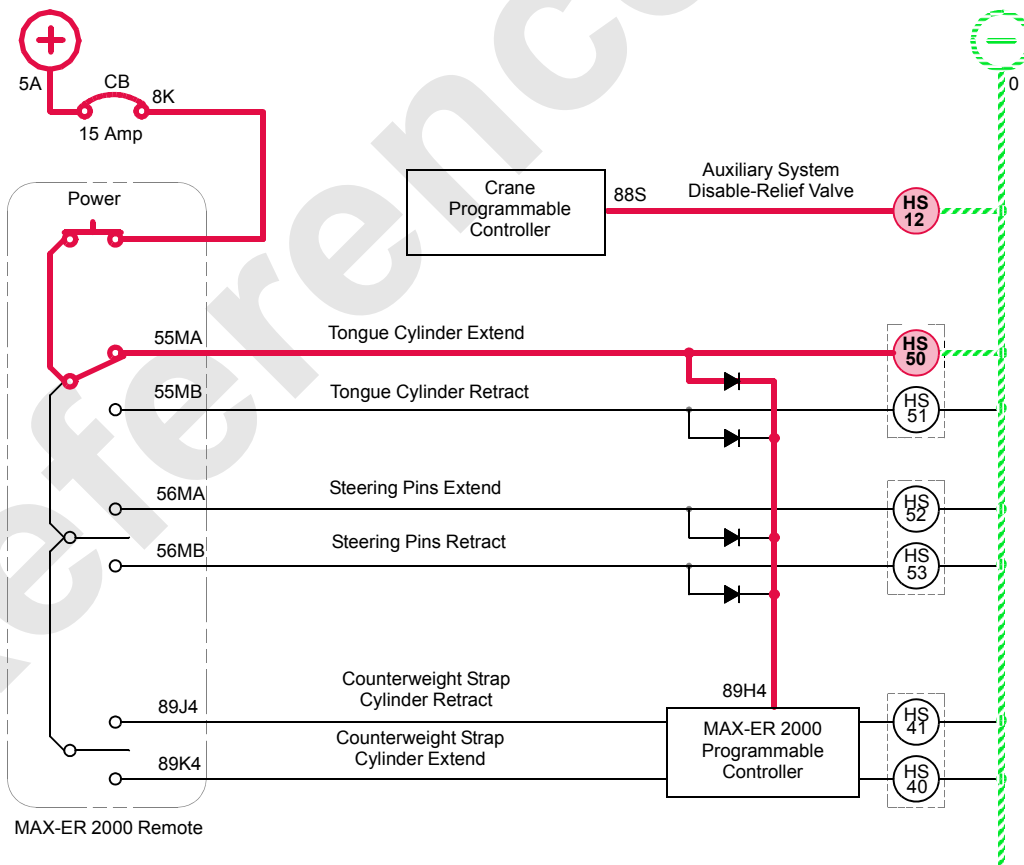 5A
CB
8K
15 Amp
0
Power
Crane
Programmable
Controller
88S
Auxiliary System
Disable-Relief Valve
HS
12
55MA
Tongue Cylinder Extend
HS
50
55MB
Tongue Cylinder Retract
HS
51
56MA
Steering Pins Extend
HS
52
56MB
Steering Pins Retract
HS
53
89J4
Counterweight Strap
Cylinder Retract
89H4
MAX-ER 2000
Programmable
Controller
HS
41
89K4
Counterweight Strap
Cylinder Extend
HS
40
MAX-ER 2000 Remote
eference